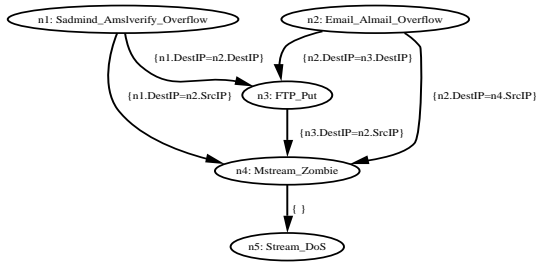 n1: Sadmind_Amslverify_Overflow
n2: Email_Almail_Overflow
{n1.DestIP=n2.DestIP}
{n2.DestIP=n3.DestIP}
{n1.DestIP=n2.SrcIP}
n3: FTP_Put
{n2.DestIP=n4.SrcIP}
{n3.DestIP=n2.SrcIP}
n4: Mstream_Zombie
{ }
n5: Stream_DoS